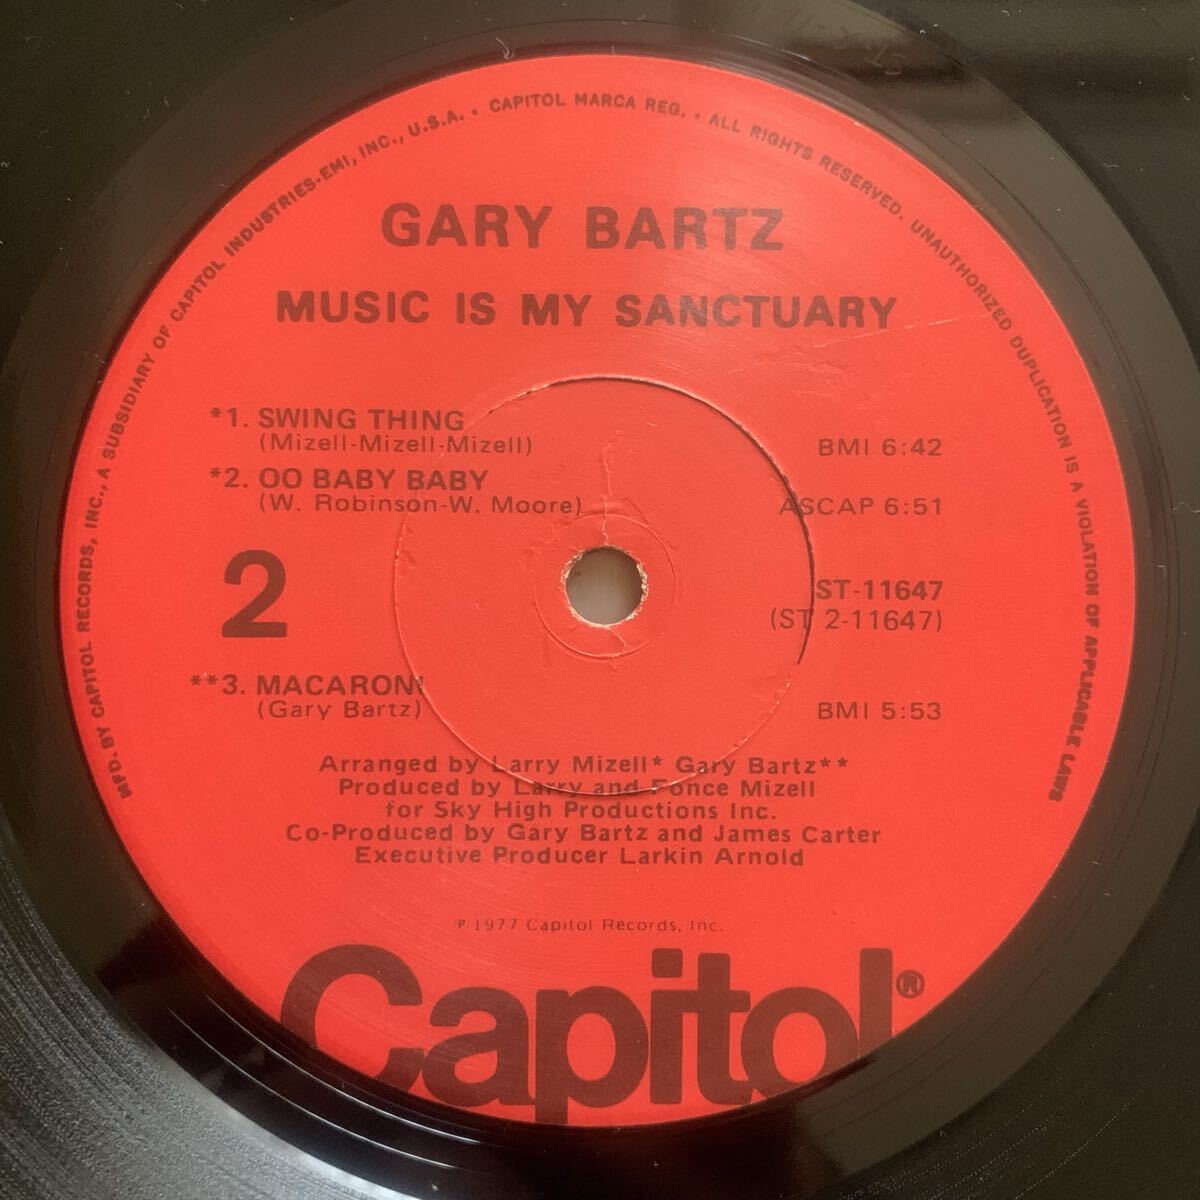 MFD. BY CAPITOL RECORDS, INC., A SUBSIDIARY OF CAPITOL INDUSTRIES-EMI, INC., U.S.A. • CAPITOL MARCA REG. • ALL RIGHTS RESERVED. UNAUTHORIZED DUPLICATION IS A VIOLATION OF APPLICABLE LAWS
GARY BARTZ
MUSIC IS MY SANCTUARY
*1. SWING THING
(Mizell-Mizell-Mizell) BMI 6:42
*2. OO BABY BABY
(W. Robinson-W. Moore) ASCAP 6:51
2
ST-11647
(ST 2-11647)
**3. MACARONI
(Gary Bartz) BMI 5:53
Arranged by Larry Mizell* Gary Bartz**
Produced by Larry and Fonce Mizell
for Sky High Productions Inc.
Co-Produced by Gary Bartz and James Carter
Executive Producer Larkin Arnold
℗ 1977 Capitol Records, Inc.
Capitol®